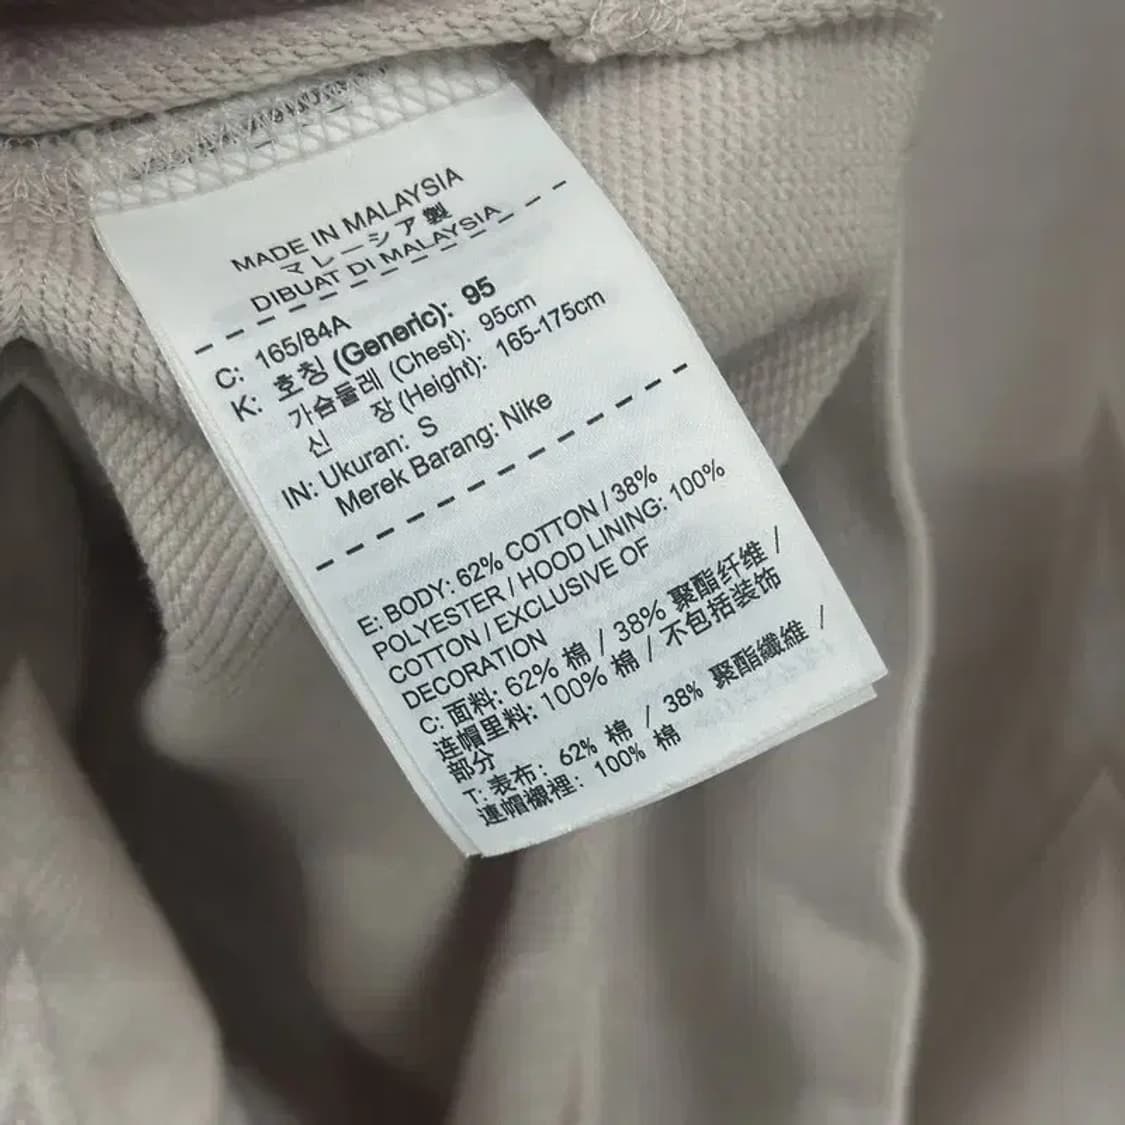 MADE IN MALAYSIA
マレーシア製
DIBUAT DI MALAYSIA
C: 165/84A
K: 호칭 (Generic): 95
가슴둘레 (Chest): 95cm
신 장 (Height): 165-175cm
IN: Ukuran: S
Merek Barang: Nike
E: BODY: 62% COTTON / 38%
POLYESTER / HOOD LINING: 100%
COTTON / EXCLUSIVE OF
DECORATION
C: 面料: 62% 棉 / 38% 聚酯纤维 /
连帽里料: 100% 棉 / 不包括装饰
部分
T: 表布: 62% 棉 / 38% 聚酯纖維 /
連帽襯裡: 100% 棉